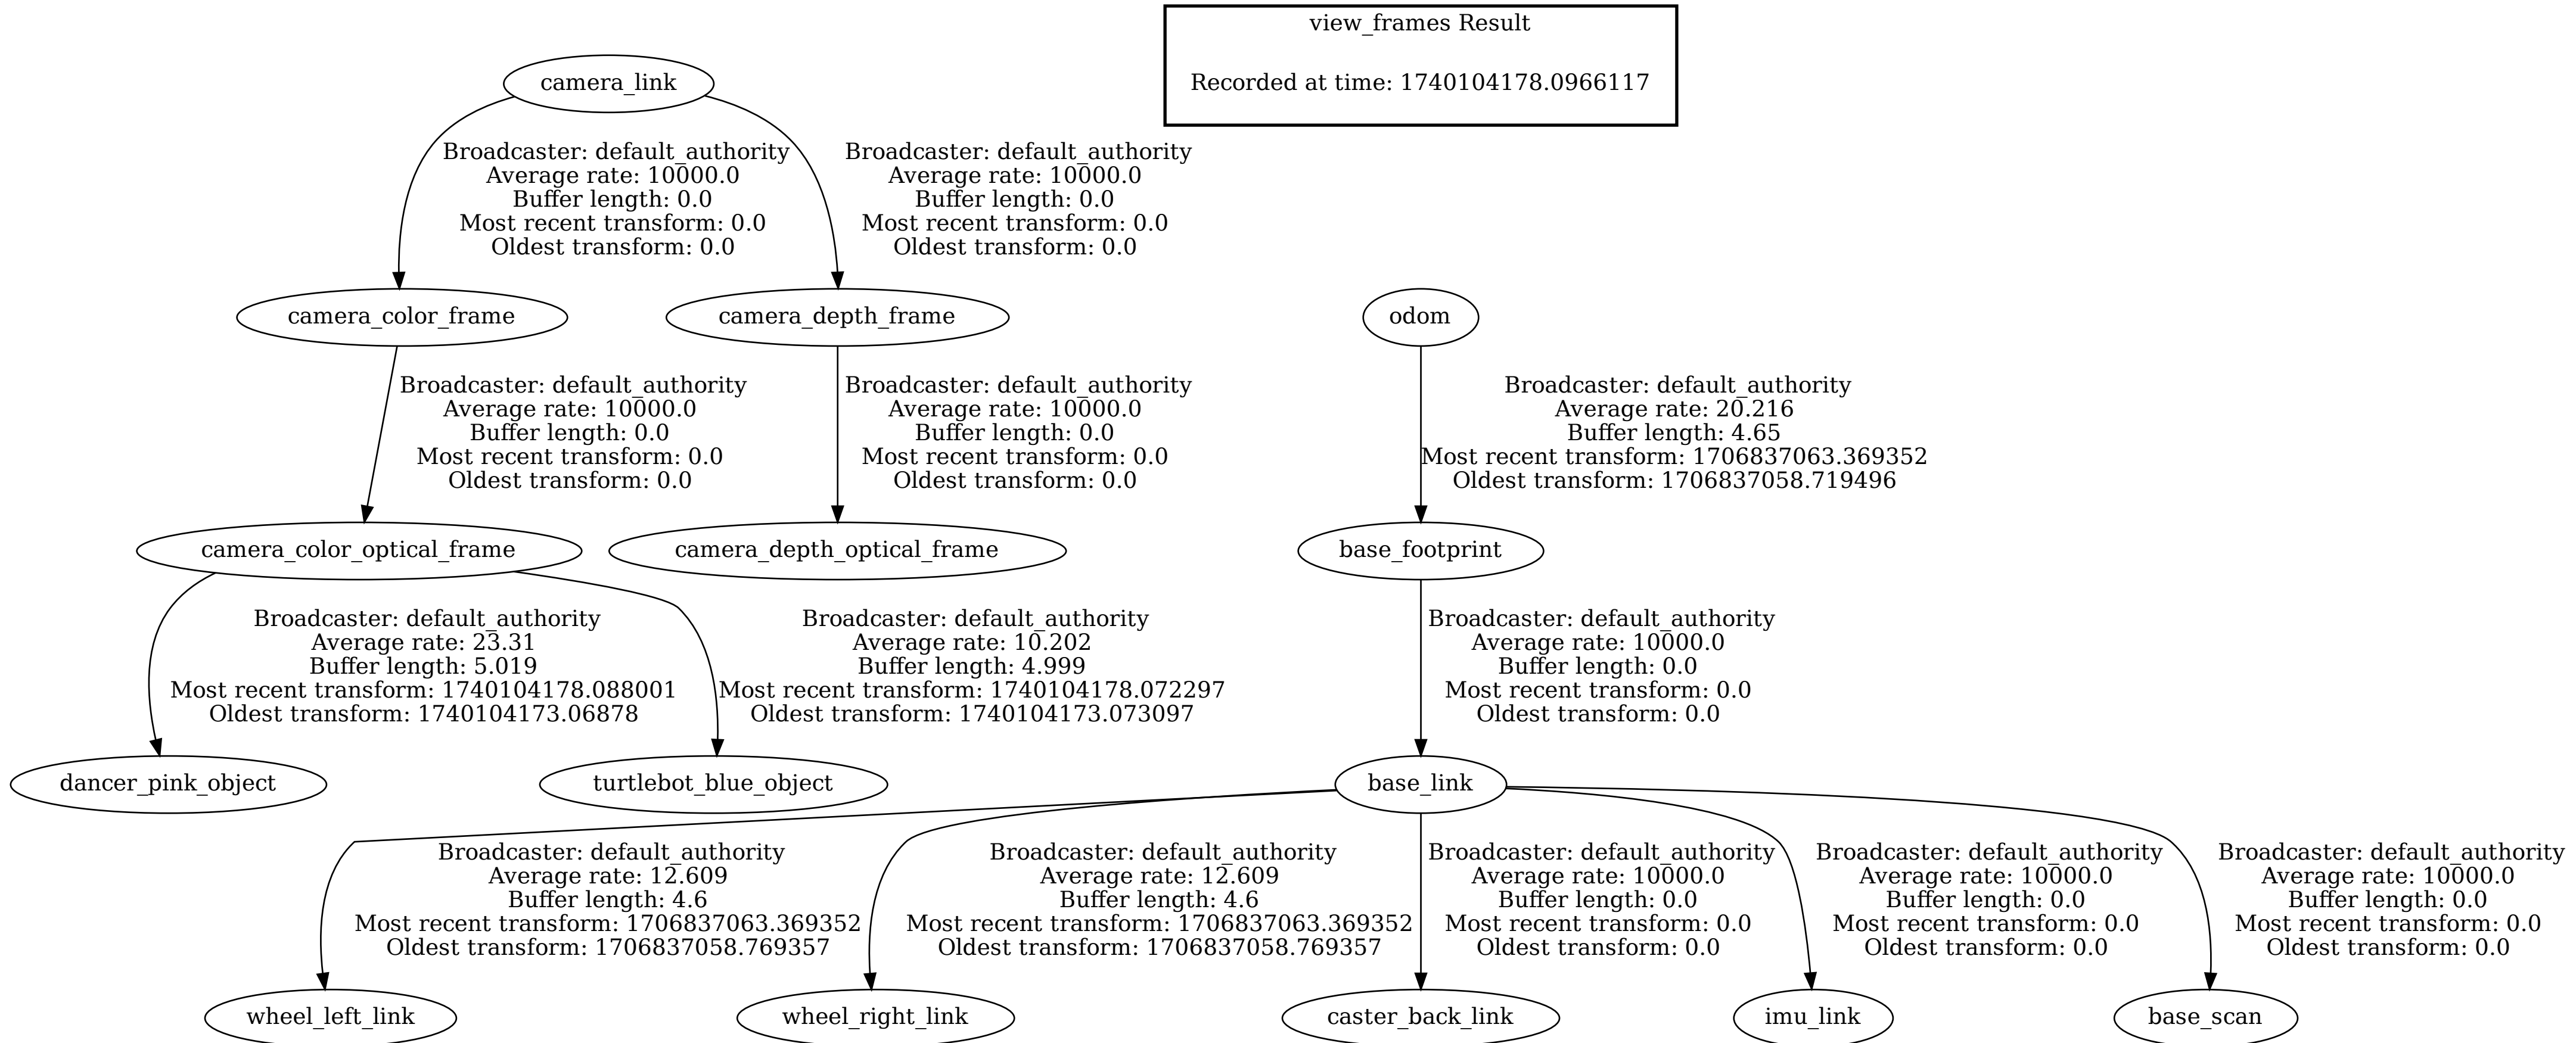 view_frames Result
Recorded at time: 1740104178.0966117
camera_link
Broadcaster: default_authority
Average rate: 10000.0
Buffer length: 0.0
Most recent transform: 0.0
Oldest transform: 0.0
Broadcaster: default_authority
Average rate: 10000.0
Buffer length: 0.0
Most recent transform: 0.0
Oldest transform: 0.0
camera_color_frame
camera_depth_frame
odom
Broadcaster: default_authority
Average rate: 10000.0
Buffer length: 0.0
Most recent transform: 0.0
Oldest transform: 0.0
Broadcaster: default_authority
Average rate: 10000.0
Buffer length: 0.0
Most recent transform: 0.0
Oldest transform: 0.0
Broadcaster: default_authority
Average rate: 20.216
Buffer length: 4.65
Most recent transform: 1706837063.369352
Oldest transform: 1706837058.719496
camera_color_optical_frame
camera_depth_optical_frame
base_footprint
Broadcaster: default_authority
Average rate: 23.31
Buffer length: 5.019
Most recent transform: 1740104178.088001
Oldest transform: 1740104173.06878
Broadcaster: default_authority
Average rate: 10.202
Buffer length: 4.999
Most recent transform: 1740104178.072297
Oldest transform: 1740104173.073097
Broadcaster: default_authority
Average rate: 10000.0
Buffer length: 0.0
Most recent transform: 0.0
Oldest transform: 0.0
dancer_pink_object
turtlebot_blue_object
base_link
Broadcaster: default_authority
Average rate: 12.609
Buffer length: 4.6
Most recent transform: 1706837063.369352
Oldest transform: 1706837058.769357
Broadcaster: default_authority
Average rate: 12.609
Buffer length: 4.6
Most recent transform: 1706837063.369352
Oldest transform: 1706837058.769357
Broadcaster: default_authority
Average rate: 10000.0
Buffer length: 0.0
Most recent transform: 0.0
Oldest transform: 0.0
Broadcaster: default_authority
Average rate: 10000.0
Buffer length: 0.0
Most recent transform: 0.0
Oldest transform: 0.0
Broadcaster: default_authority
Average rate: 10000.0
Buffer length: 0.0
Most recent transform: 0.0
Oldest transform: 0.0
wheel_left_link
wheel_right_link
caster_back_link
imu_link
base_scan